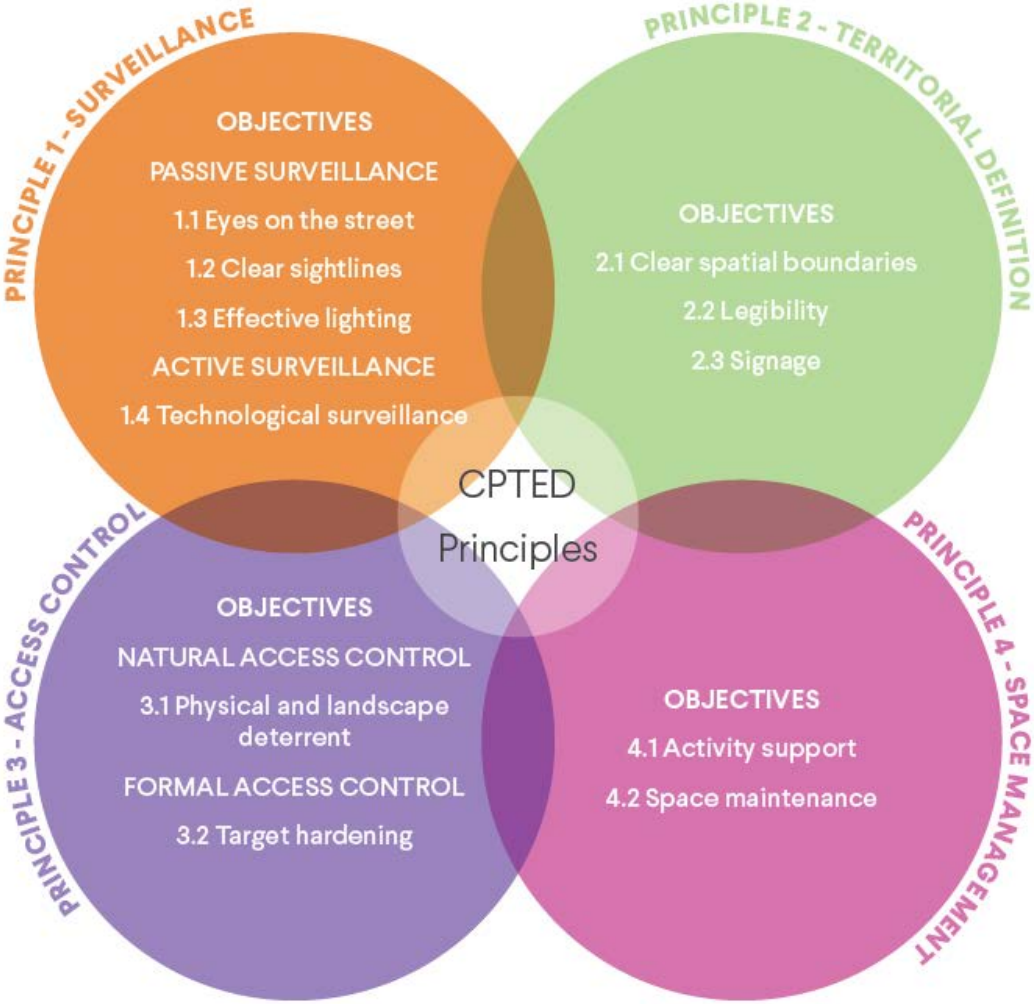 PRINCIPLE 1 - SURVEILLANCE
OBJECTIVES
PASSIVE SURVEILLANCE
1.1 Eyes on the street
1.2 Clear sightlines
1.3 Effective lighting
ACTIVE SURVEILLANCE
1.4 Technological surveillance
PRINCIPLE 2 - TERRITORIAL DEFINITION
OBJECTIVES
2.1 Clear spatial boundaries
2.2 Legibility
2.3 Signage
CPTED
Principles
PRINCIPLE 3 - ACCESS CONTROL
OBJECTIVES
NATURAL ACCESS CONTROL
3.1 Physical and landscape
deterrent
FORMAL ACCESS CONTROL
3.2 Target hardening
PRINCIPLE 4 - SPACE MANAGEMENT
OBJECTIVES
4.1 Activity support
4.2 Space maintenance